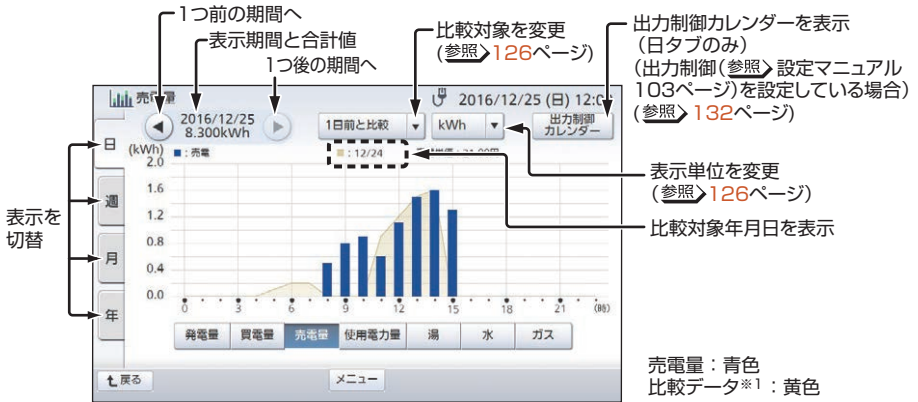 1つ前の期間へ
表示期間と合計値
1つ後の期間へ
比較対象を変更
(参照 126ページ)
出力制御カレンダーを表示
(日タブのみ)
(出力制御(参照 設定マニュアル
103ページ)を設定している場合)
(参照 132ページ)
売電量
2016/12/25 (日) 12:0
2016/12/25
8.300kWh
1日前と比較
kWh
出力制御
カレンダー
日
週
月
年
表示を
切替
(kWh)
: 売電
: 12/24
2.0
1.6
1.2
0.8
0.4
0.0
0 3 6 9 12 15 18 21 (時)
表示単位を変更
(参照 126ページ)
比較対象年月日を表示
発電量 買電量 売電量 使用電力量 湯 水 ガス
戻る
メニュー
売電量：青色
比較データ※1：黄色